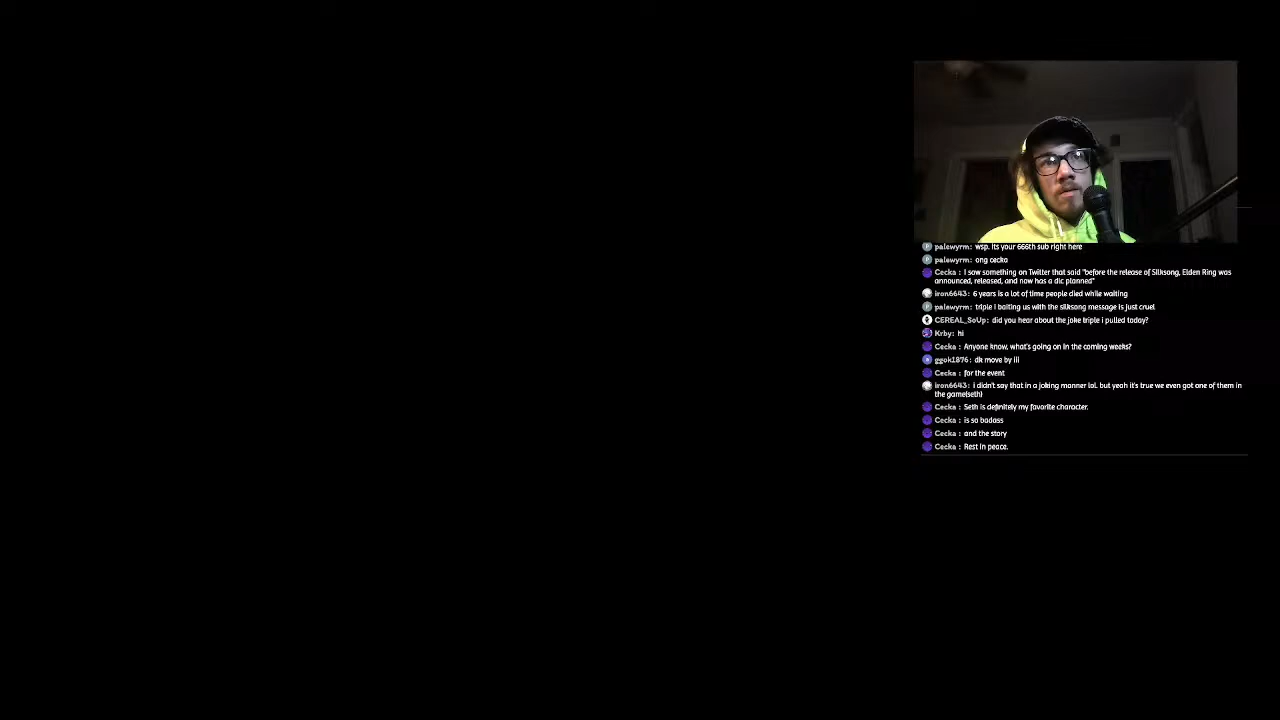 palewyrm: wsp. its your 666th sub right here
palewyrm: ong cecka
Cecka : I saw something on Twitter that said "before the release of Silksong, Elden Ring was
announced, released, and now has a dlc planned"
iron6643: 6 years is a lot of time people died while waiting
palewyrm: triple i baiting us with the silksong message is just cruel
CEREAL_SoUp: did you hear about the joke triple i pulled today?
Krby: hi
Cecka : Anyone know, what's going on in the coming weeks?
ggok1876: dk move by iii
Cecka : for the event
iron6643: i didn't say that in a joking manner lol. but yeah it's true we even got one of them in
the game(seth)
Cecka : Seth is definitely my favorite character.
Cecka : is so badass
Cecka : and the story
Cecka : Rest in peace.